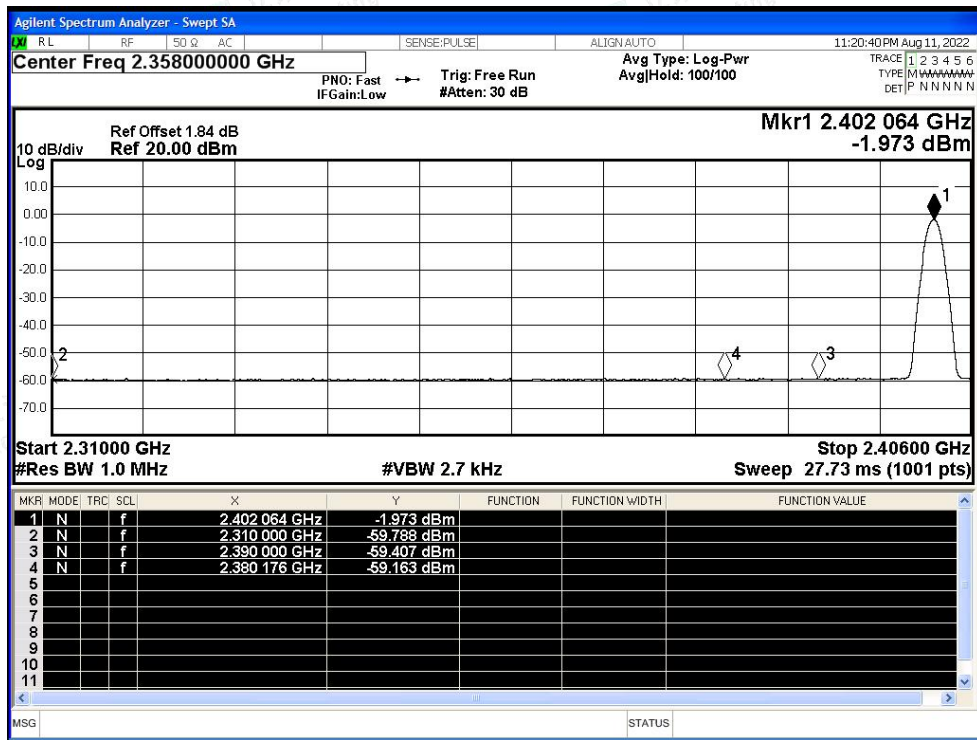 Agilent Spectrum Analyzer - Swept SA
LXI RL RF 50 Ω AC SENSE:PULSE ALIGN AUTO 11:20:40 PM Aug 11, 2022
Center Freq 2.358000000 GHz
PNO: Fast
IFGain:Low
Trig: Free Run
#Atten: 30 dB
Avg Type: Log-Pwr
Avg|Hold: 100/100
TRACE 1 2 3 4 5 6
TYPE M W W W W W
DET P N N N N N
Mkr1 2.402 064 GHz
-1.973 dBm
Ref Offset 1.84 dB
10 dB/div Ref 20.00 dBm
Log
10.0
1
0.00
-10.0
-20.0
-30.0
-40.0
-50.0
2 4 3
-60.0
-70.0
Start 2.31000 GHz Stop 2.40600 GHz
#Res BW 1.0 MHz #VBW 2.7 kHz Sweep 27.73 ms (1001 pts)
MKR MODE TRC SCL X Y FUNCTION FUNCTION WIDTH FUNCTION VALUE
1 N f 2.402 064 GHz -1.973 dBm
2 N f 2.310 000 GHz -59.788 dBm
3 N f 2.390 000 GHz -59.407 dBm
4 N f 2.380 176 GHz -59.163 dBm
5
6
7
8
9
10
11
MSG STATUS